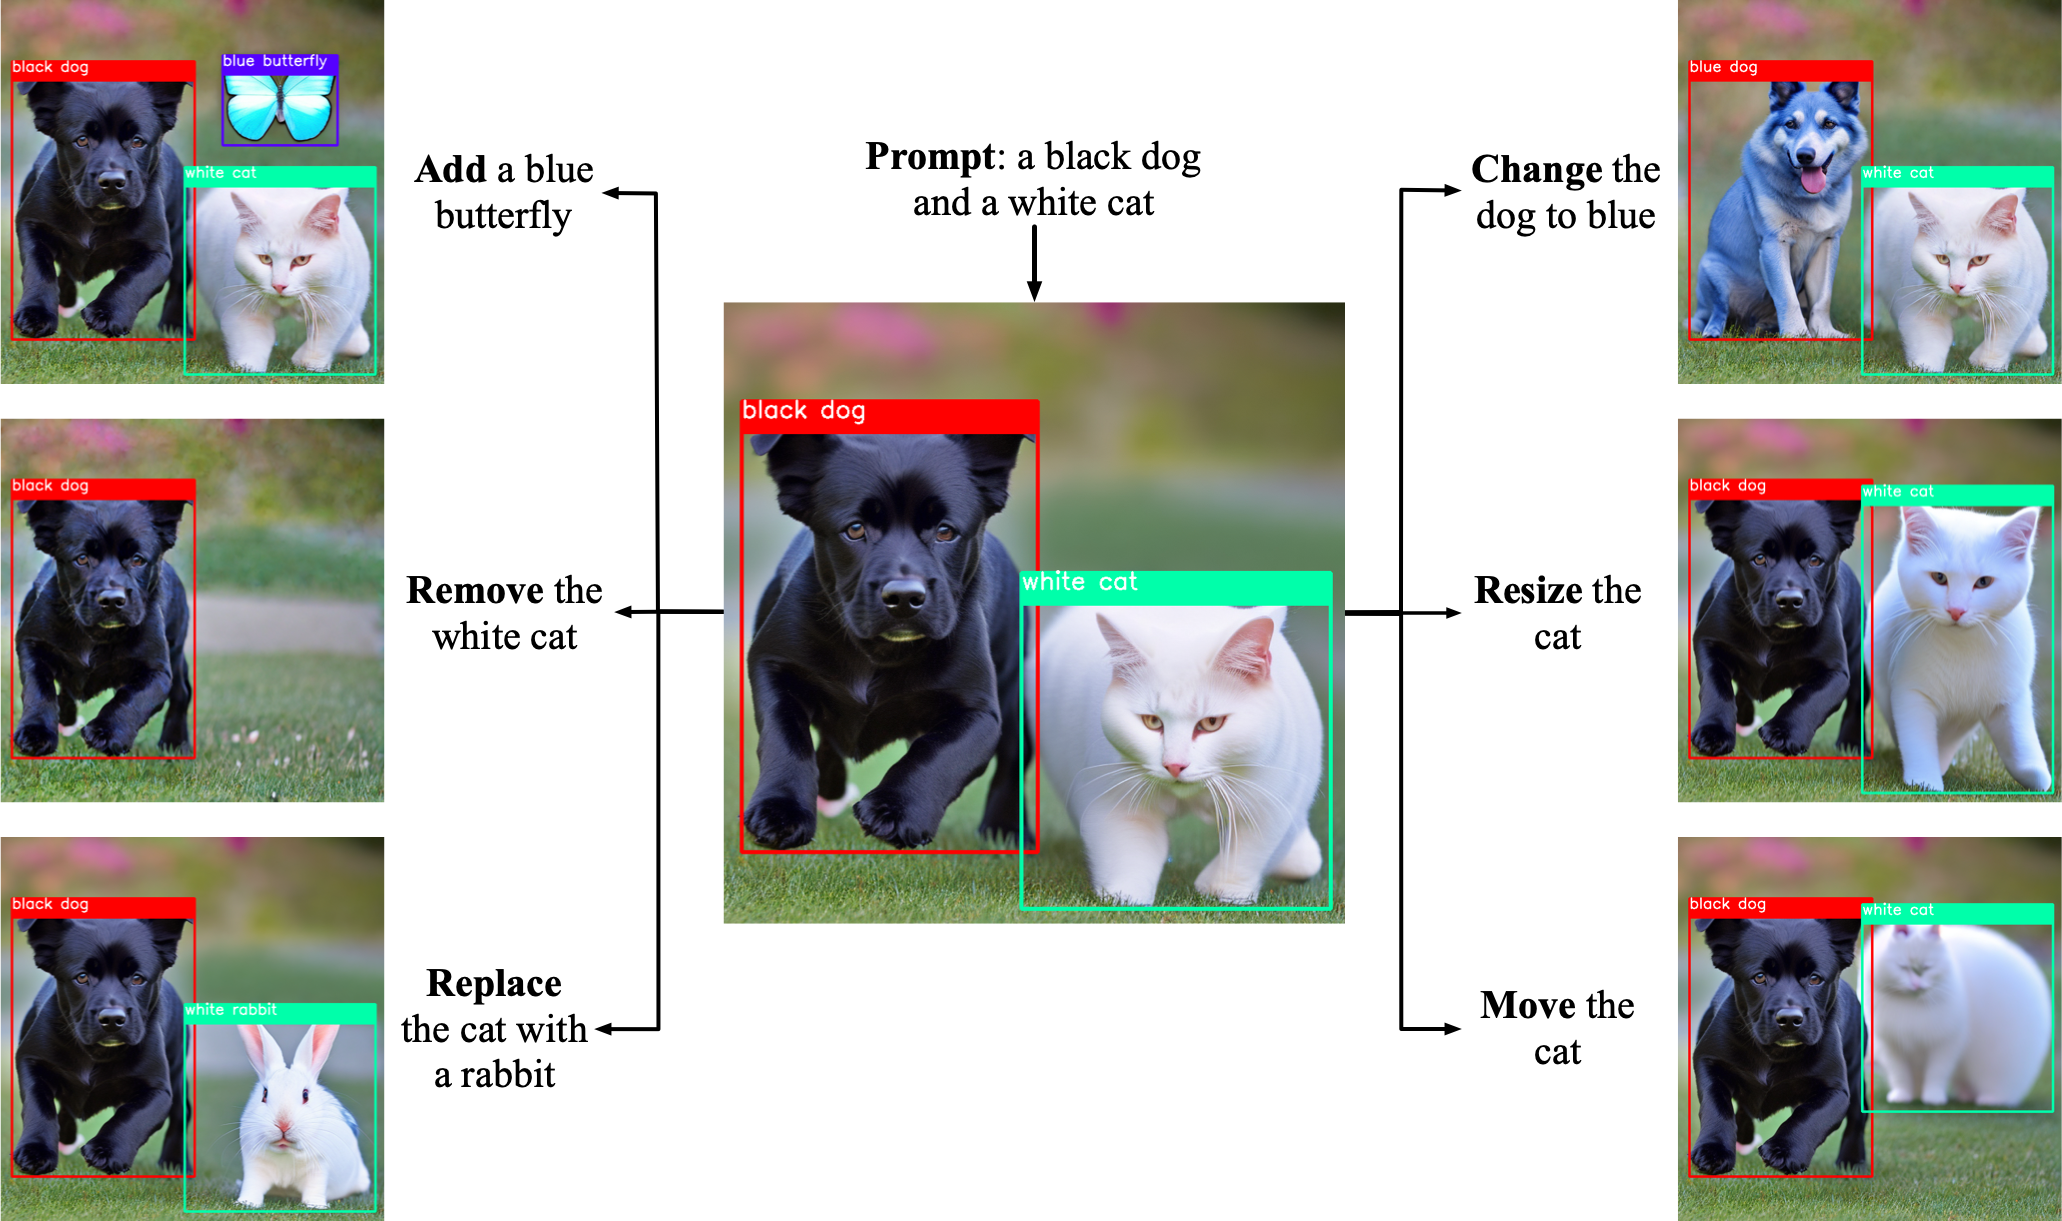 black dog
blue butterfly
white cat
Add a blue
butterfly
Prompt: a black dog
and a white cat
Change the
dog to blue
blue dog
white cat
black dog
white cat
black dog
Remove the
white cat
Resize the
cat
black dog
white cat
black dog
white rabbit
Replace
the cat with
a rabbit
Move the
cat
black dog
white cat